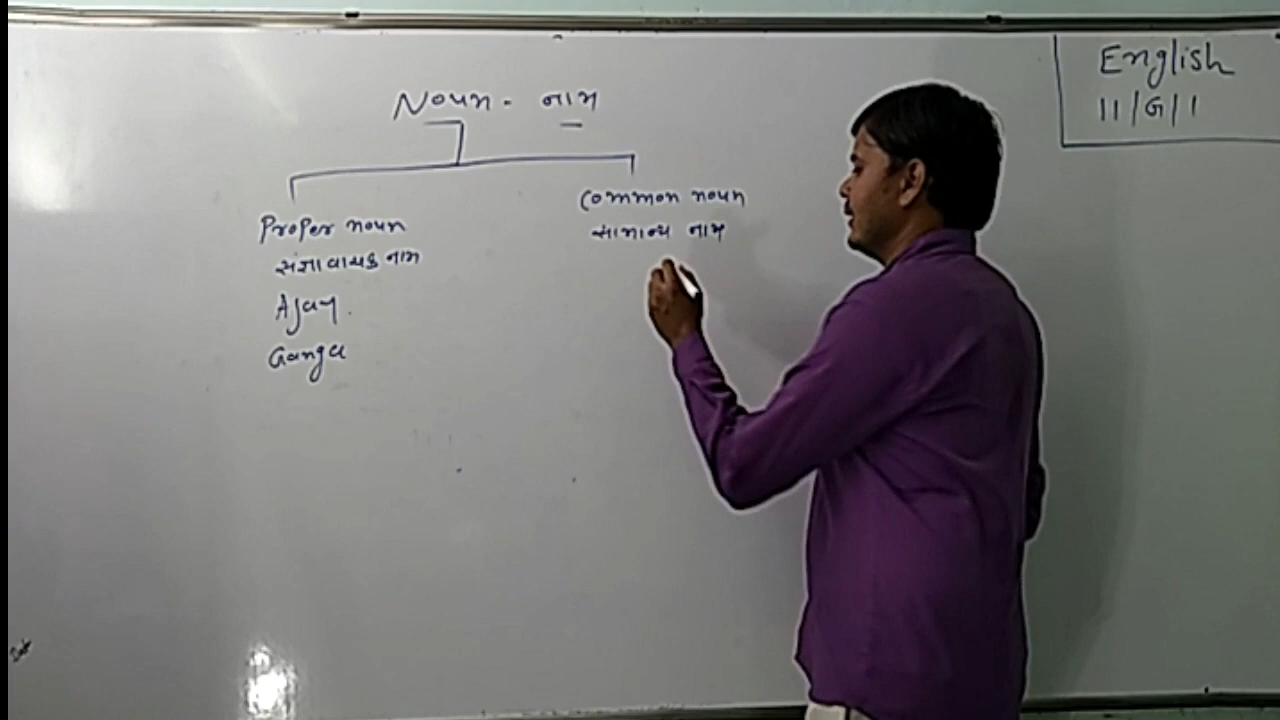 English
11/G/1
Noun - નામ
Proper noun
સંજ્ઞાવાચક નામ
Ajay.
Ganga
Common noun
સામાન્ય નામ